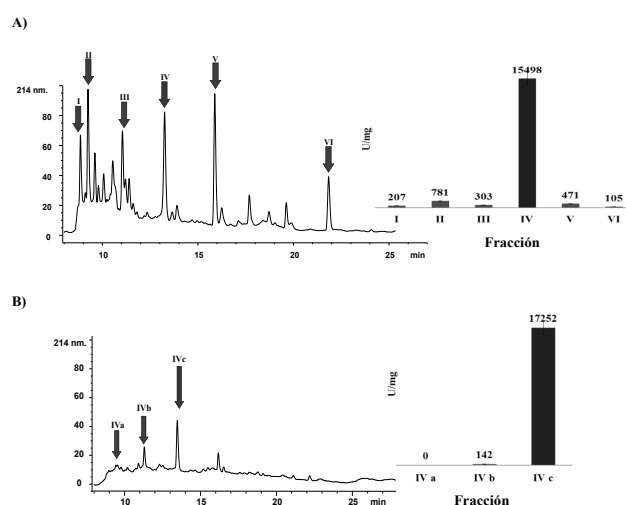 A)
214 nm.
80
60
40
20
0
10
15
20
25
min
I
II
III
IV
V
VI
U/mg
207
781
303
15498
471
105
I
II
III
IV
V
VI
Fracción
B)
214 nm.
80
60
40
20
0
10
15
20
25
min
IVa
IVb
IVc
U/mg
0
142
17252
IV a
IV b
IV c
Fracción